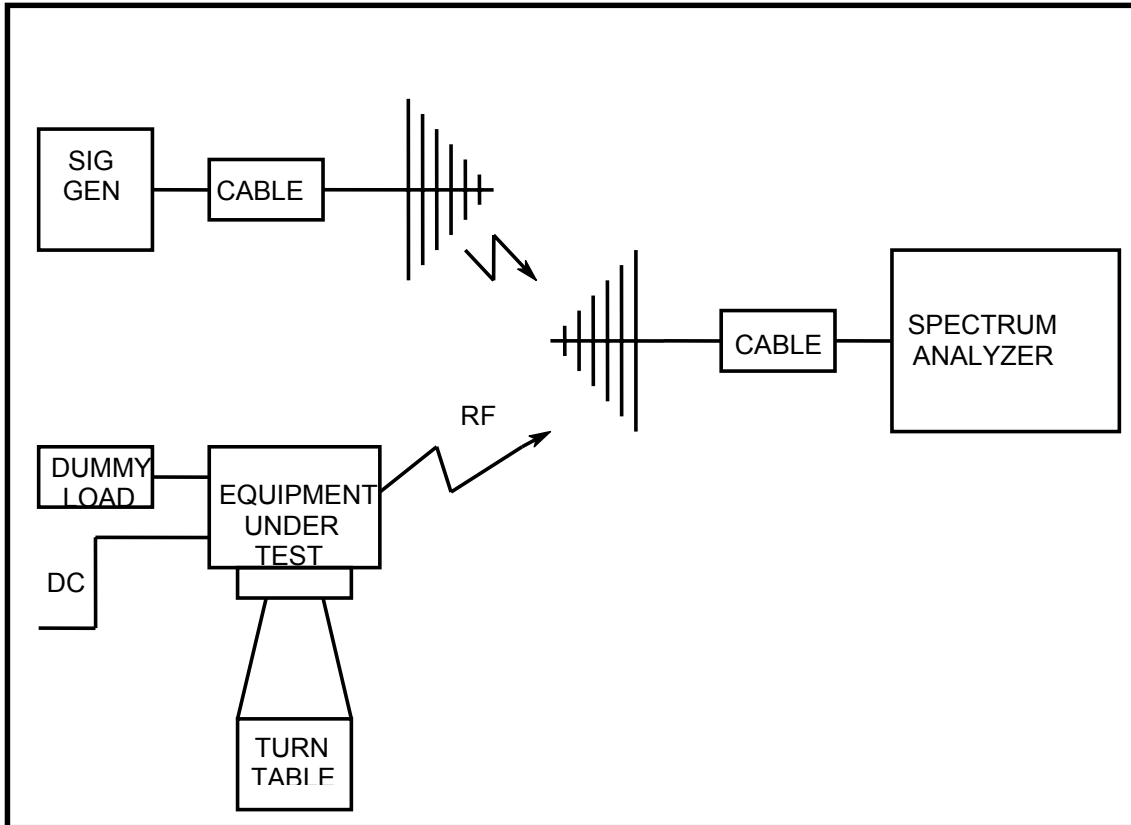 SIG
GEN
CABLE
CABLE
SPECTRUM
ANALYZER
RF
DUMMY
LOAD
EQUIPMENT
UNDER
TEST
DC
TURN
TABLE